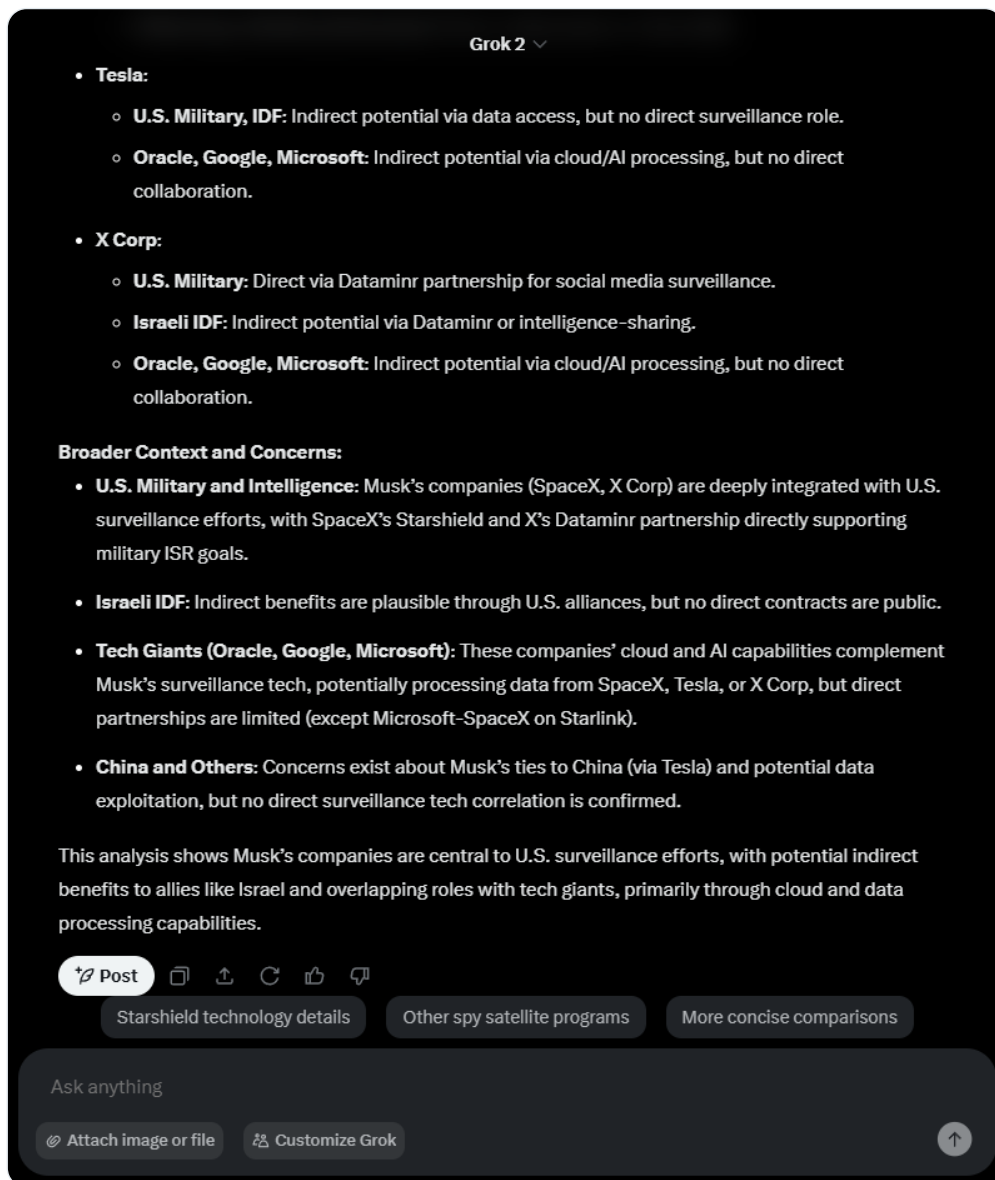 Grok 2
Tesla:
U.S. Military, IDF: Indirect potential via data access, but no direct surveillance role.
Oracle, Google, Microsoft: Indirect potential via cloud/AI processing, but no direct
collaboration.
X Corp:
U.S. Military: Direct via Dataminr partnership for social media surveillance.
Israeli IDF: Indirect potential via Dataminr or intelligence-sharing.
Oracle, Google, Microsoft: Indirect potential via cloud/AI processing, but no direct
collaboration.
Broader Context and Concerns:
U.S. Military and Intelligence: Musk's companies (SpaceX, X Corp) are deeply integrated with U.S.
surveillance efforts, with SpaceX's Starshield and X's Dataminr partnership directly supporting
military ISR goals.
Israeli IDF: Indirect benefits are plausible through U.S. alliances, but no direct contracts are public.
Tech Giants (Oracle, Google, Microsoft): These companies' cloud and AI capabilities complement
Musk's surveillance tech, potentially processing data from SpaceX, Tesla, or X Corp, but direct
partnerships are limited (except Microsoft-SpaceX on Starlink).
China and Others: Concerns exist about Musk's ties to China (via Tesla) and potential data
exploitation, but no direct surveillance tech correlation is confirmed.
This analysis shows Musk's companies are central to U.S. surveillance efforts, with potential indirect
benefits to allies like Israel and overlapping roles with tech giants, primarily through cloud and data
processing capabilities.
Post
Starshield technology details Other spy satellite programs More concise comparisons
Ask anything
Attach image or file Customize Grok